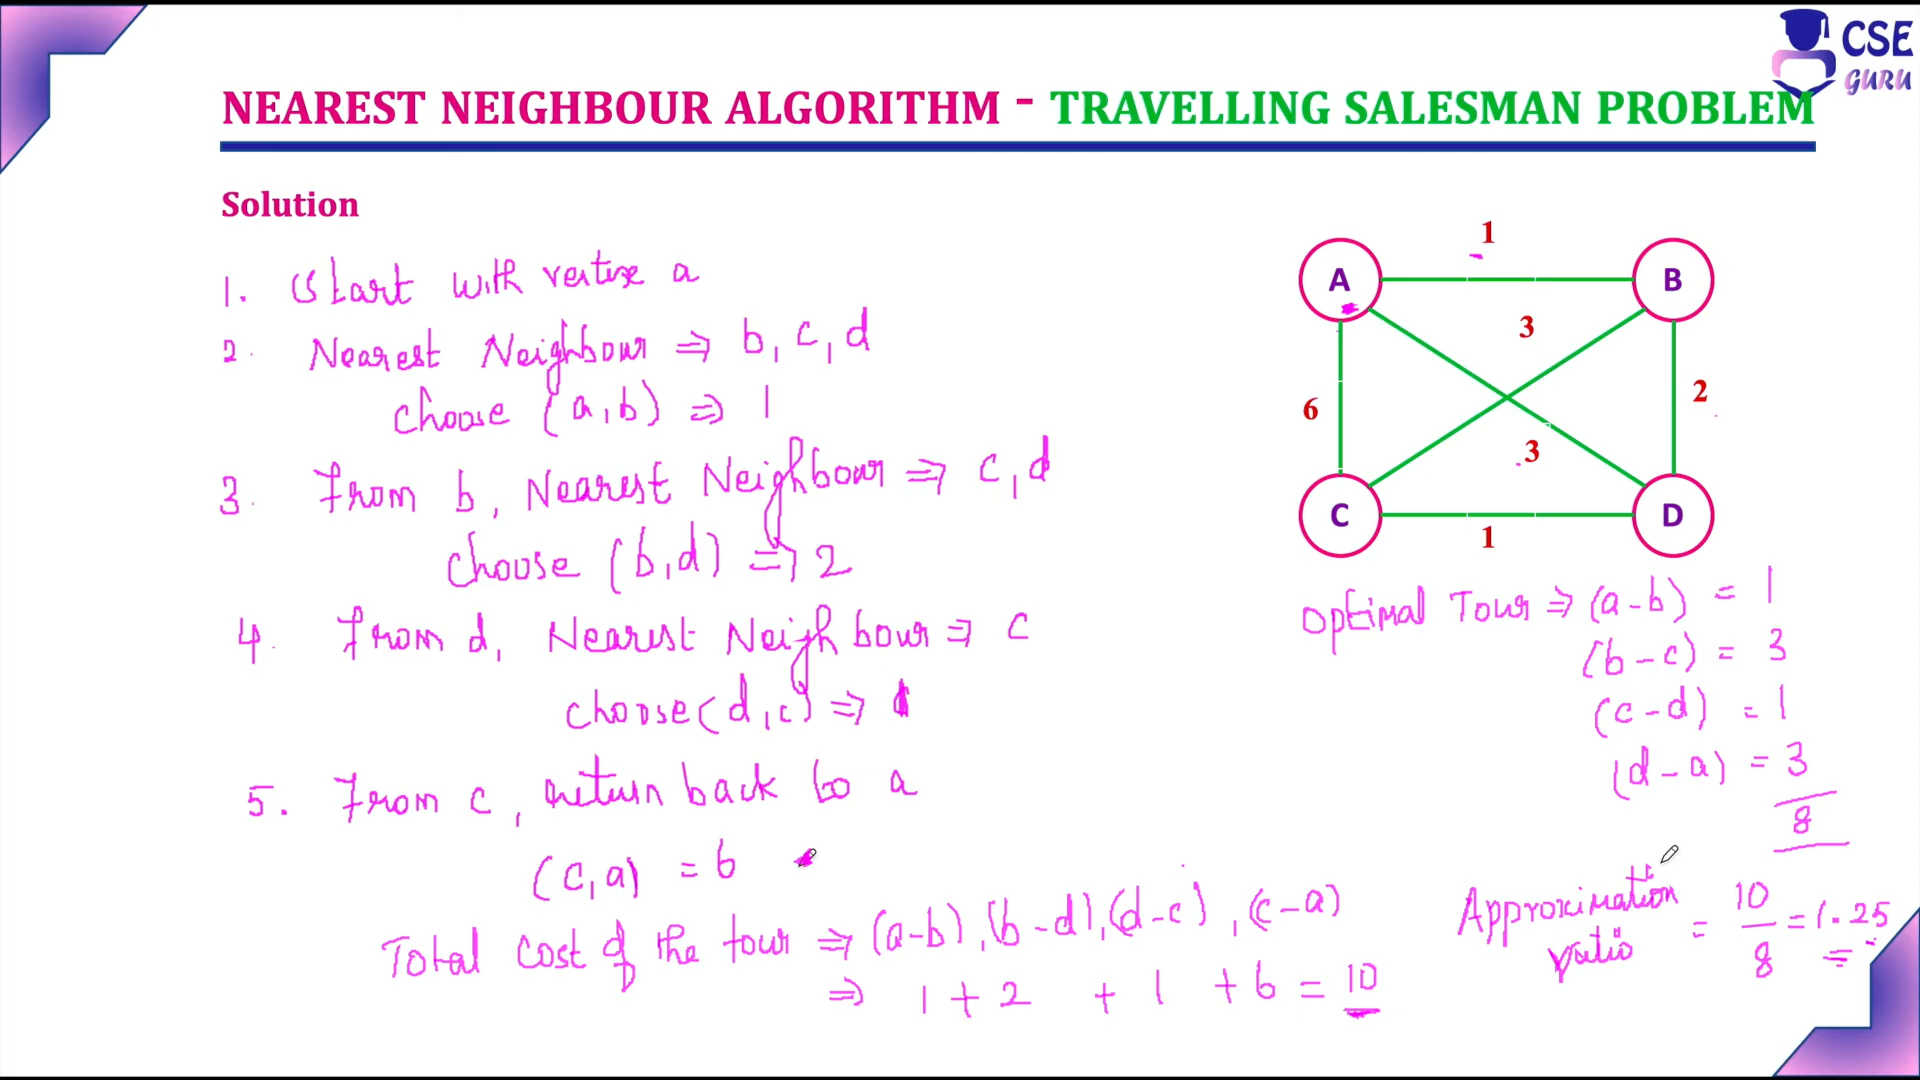 CSE
GURU
NEAREST NEIGHBOUR ALGORITHM - TRAVELLING SALESMAN PROBLEM
Solution
1. Start with vertex a
2. Nearest Neighbour ⇒ b, c, d
choose (a,b) ⇒ 1
3. From b, Nearest Neighbour ⇒ c, d
choose (b,d) ⇒ 2
4. From d, Nearest Neighbour ⇒ c
choose (d,c) ⇒ 1
5. From c, return back to a
(c,a) = 6
Total cost of the tour ⇒ (a-b), (b-d), (d-c), (c-a)
⇒ 1 + 2 + 1 + 6 = 10
1
A
B
3
6
2
3
C
D
1
Optimal Tour ⇒ (a-b) = 1
(b-c) = 3
(c-d) = 1
(d-a) = 3
8
Approximation ratio = 10/8 = 1.25